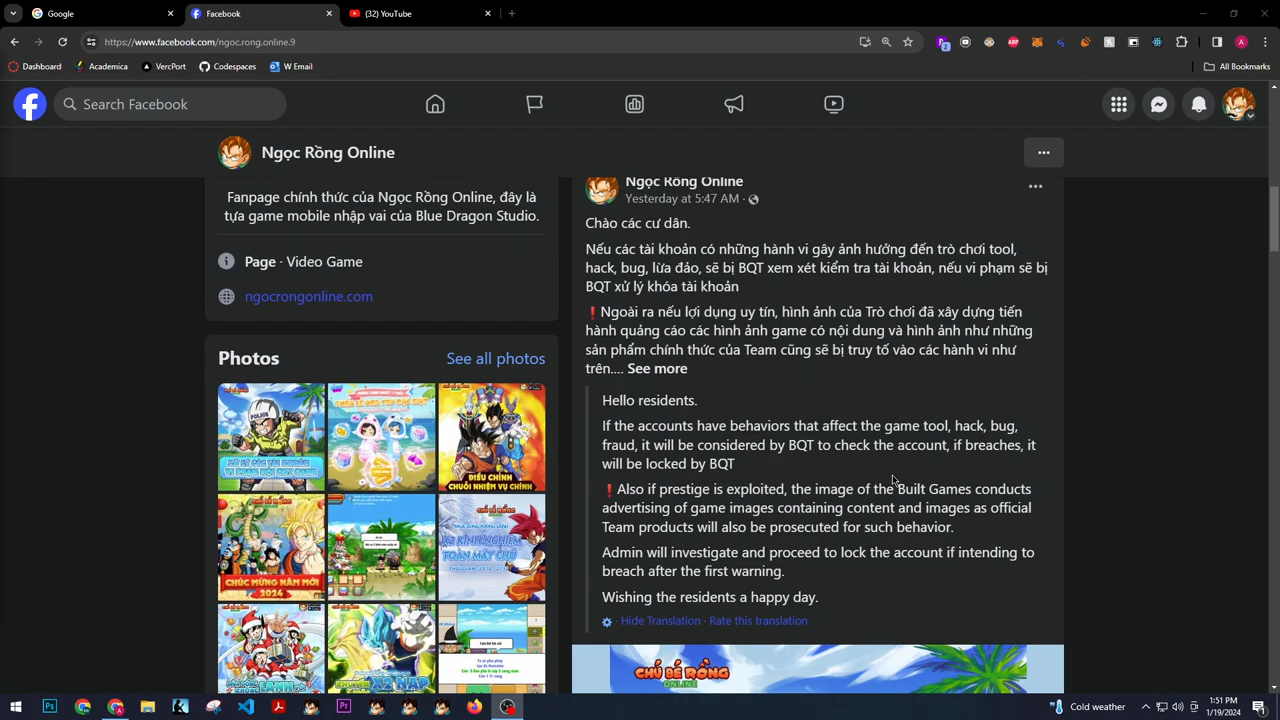 Google
Facebook
(32) YouTube
https://www.facebook.com/ngoc.rong.online.9
Dashboard
Academica
VercPort
Codespaces
W Email
All Bookmarks
Search Facebook
Ngọc Rồng Online
Fanpage chính thức của Ngọc Rồng Online, đây là
tựa game mobile nhập vai của Blue Dragon Studio.
Page · Video Game
ngocrongonline.com
Photos
See all photos
CHÚC MỪNG NĂM MỚI
2024
ĐIỀU CHỈNH
CHUỖI NHIỆM VỤ CHÍNH
X2 KINH NGHIỆM
TOÀN MÁY CHỦ
Ngọc Rồng Online
Yesterday at 5:47 AM ·
Chào các cư dân.
Nếu các tài khoản có những hành vi gây ảnh hưởng đến trò chơi tool,
hack, bug, lừa đảo, sẽ bị BQT xem xét kiểm tra tài khoản, nếu vi phạm sẽ bị
BQT xử lý khóa tài khoản
❗Ngoài ra nếu lợi dụng uy tín, hình ảnh của Trò chơi đã xây dựng tiến
hành quảng cáo các hình ảnh game có nội dung và hình ảnh như những
sản phẩm chính thức của Team cũng sẽ bị truy tố vào các hành vi như
trên.... See more
Hello residents.
If the accounts have behaviors that affect the game tool, hack, bug,
fraud, it will be considered by BQT to check the account, if breaches, it
will be locked by BQT
❗Also if prestige is exploited, the image of the Built Games conducts
advertising of game images containing content and images as official
Team products will also be prosecuted for such behavior.
Admin will investigate and proceed to lock the account if intending to
breach after the first warning.
Wishing the residents a happy day.
· Hide Translation · Rate this translation
CHÚ BÉ RỒNG
ONLINE
Cold weather
1:51 PM
1/19/2024